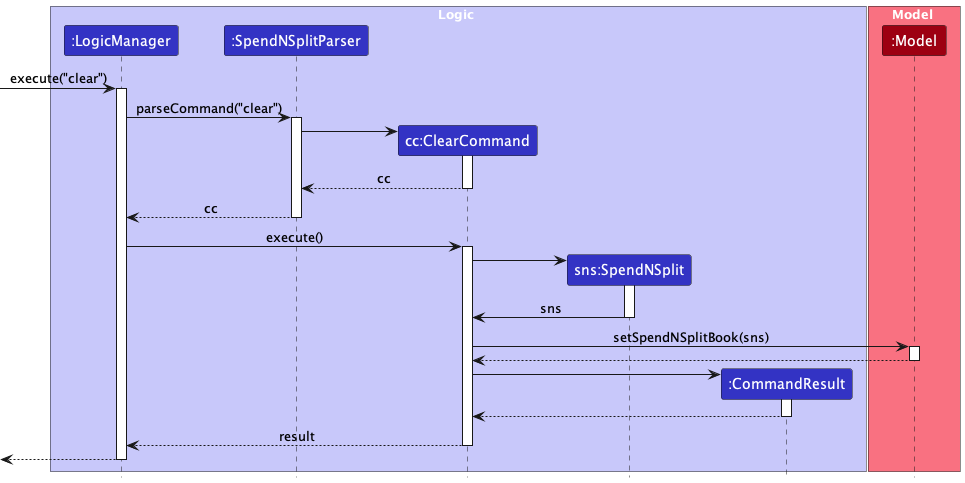 Logic
Model
:LogicManager
:SpendNSplitParser
:Model
execute("clear")
parseCommand("clear")
cc:ClearCommand
cc
cc
execute()
sns:SpendNSplit
sns
setSpendNSplitBook(sns)
:CommandResult
result